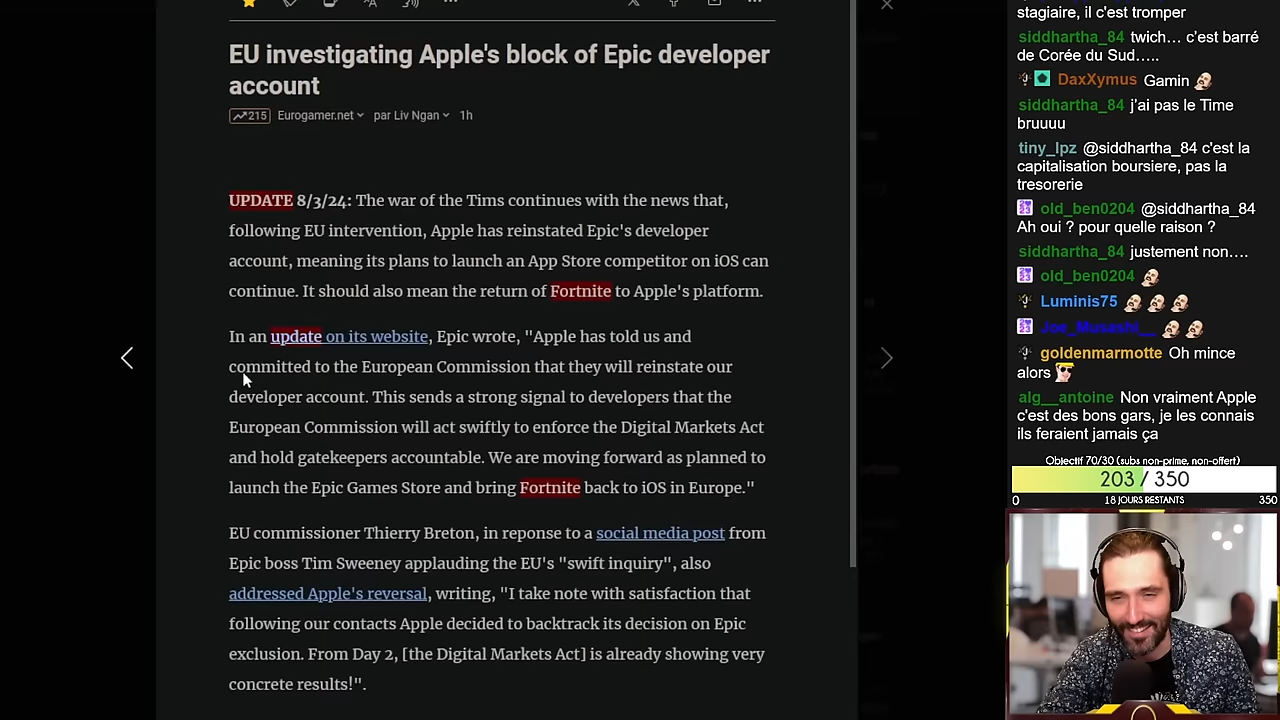 EU investigating Apple's block of Epic developer
account
215 Eurogamer.net par Liv Ngan 1h
UPDATE 8/3/24: The war of the Tims continues with the news that,
following EU intervention, Apple has reinstated Epic's developer
account, meaning its plans to launch an App Store competitor on iOS can
continue. It should also mean the return of Fortnite to Apple's platform.
In an update on its website, Epic wrote, "Apple has told us and
committed to the European Commission that they will reinstate our
developer account. This sends a strong signal to developers that the
European Commission will act swiftly to enforce the Digital Markets Act
and hold gatekeepers accountable. We are moving forward as planned to
launch the Epic Games Store and bring Fortnite back to iOS in Europe."
EU commissioner Thierry Breton, in reponse to a social media post from
Epic boss Tim Sweeney applauding the EU's "swift inquiry", also
addressed Apple's reversal, writing, "I take note with satisfaction that
following our contacts Apple decided to backtrack its decision on Epic
exclusion. From Day 2, [the Digital Markets Act] is already showing very
concrete results!".
stagiaire, il c'est tromper
siddhartha_84 twich… c'est barré
de Corée du Sud…..
DaxXymus Gamin
siddhartha_84 j'ai pas le Time
bruuuu
tiny_lpz @siddhartha_84 c'est la
capitalisation boursiere, pas la
tresorerie
old_ben0204 @siddhartha_84
Ah oui ? pour quelle raison ?
siddhartha_84 justement non….
old_ben0204
Luminis75
Joe_Musashi__
goldenmarmotte Oh mince
alors
alg__antoine Non vraiment Apple
c'est des bons gars, je les connais
ils feraient jamais ça
Objectif 70/30 (subs non-prime, non-offert)
203 / 350
0 18 JOURS RESTANTS 350